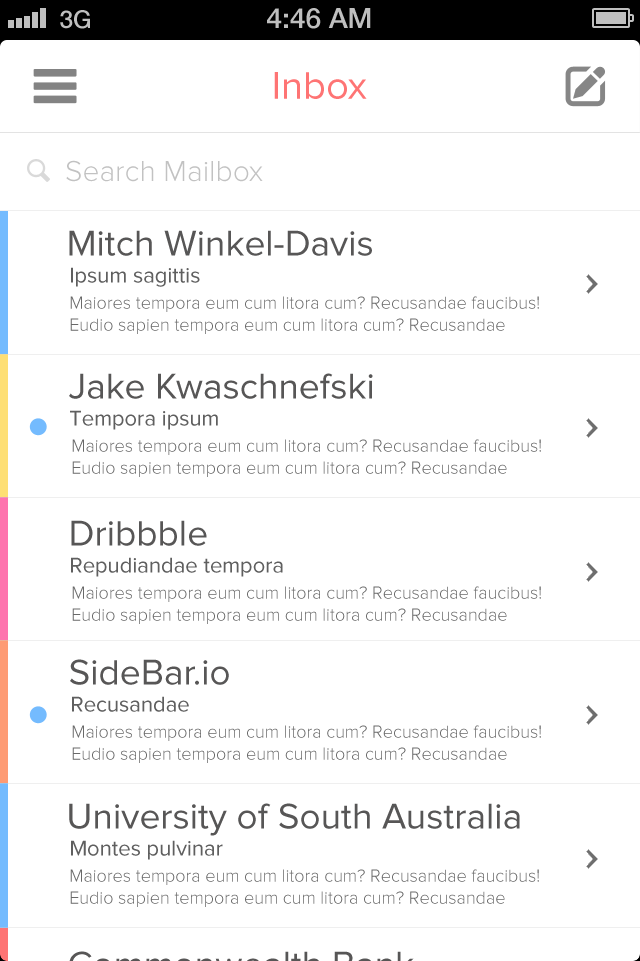 3G 4:46 AM
Inbox
Search Mailbox
Mitch Winkel-Davis
Ipsum sagittis
Maiores tempora eum cum litora cum? Recusandae faucibus!
Eudio sapien tempora eum cum litora cum? Recusandae
Jake Kwaschnefski
Tempora ipsum
Maiores tempora eum cum litora cum? Recusandae faucibus!
Eudio sapien tempora eum cum litora cum? Recusandae
Dribbble
Repudiandae tempora
Maiores tempora eum cum litora cum? Recusandae faucibus!
Eudio sapien tempora eum cum litora cum? Recusandae
SideBar.io
Recusandae
Maiores tempora eum cum litora cum? Recusandae faucibus!
Eudio sapien tempora eum cum litora cum? Recusandae
University of South Australia
Montes pulvinar
Maiores tempora eum cum litora cum? Recusandae faucibus!
Eudio sapien tempora eum cum litora cum? Recusandae
Commonwealth Bank